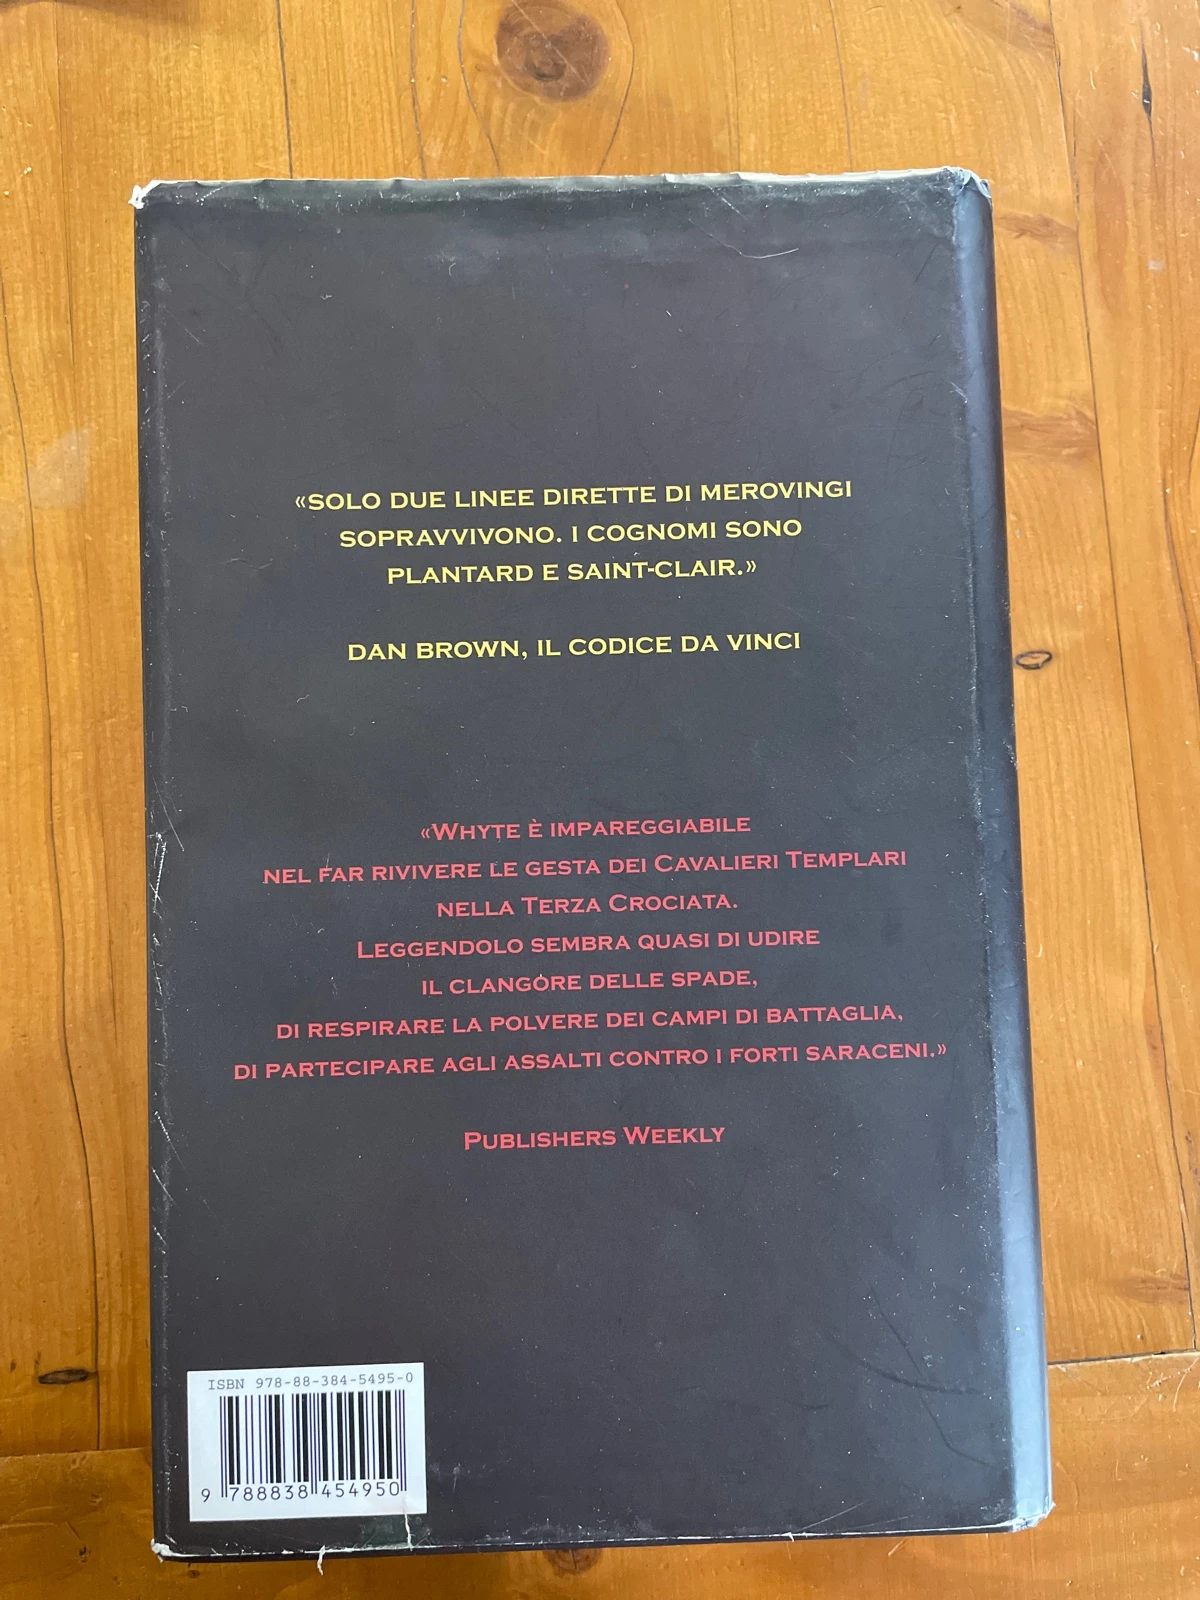 «SOLO DUE LINEE DIRETTE DI MEROVINGI
SOPRAVVIVONO. I COGNOMI SONO
PLANTARD E SAINT-CLAIR.»
DAN BROWN, IL CODICE DA VINCI
«WHYTE È IMPAREGGIABILE
NEL FAR RIVIVERE LE GESTA DEI CAVALIERI TEMPLARI
NELLA TERZA CROCIATA.
LEGGENDOLO SEMBRA QUASI DI UDIRE
IL CLANGORE DELLE SPADE,
DI RESPIRARE LA POLVERE DEI CAMPI DI BATTAGLIA,
DI PARTECIPARE AGLI ASSALTI CONTRO I FORTI SARACENI.»
PUBLISHERS WEEKLY
ISBN 978-88-384-5495-0
9 788838 454950